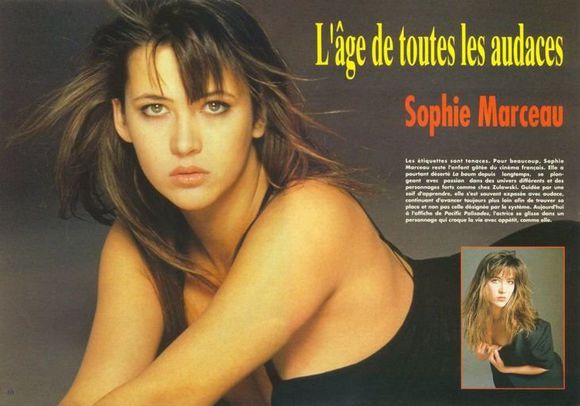 L'âge de toutes les audaces
Sophie Marceau
Les étiquettes sont tenaces. Pour beaucoup, Sophie
Marceau reste l'enfant gâtée du cinéma français. Elle a
pourtant déserté La boum depuis longtemps, se plon-
geant avec passion dans des univers différents et des
personnages forts comme chez Zulawski. Guidée par une
soif d'apprendre, elle s'est souvent exposée avec audace,
continuant d'avancer toujours plus loin afin de trouver sa
place et non pas celle désignée par le système. Aujourd'hui
à l'affiche de Pacific Palisades, l'actrice se glisse dans un
personnage qui croque la vie avec appétit, comme elle.